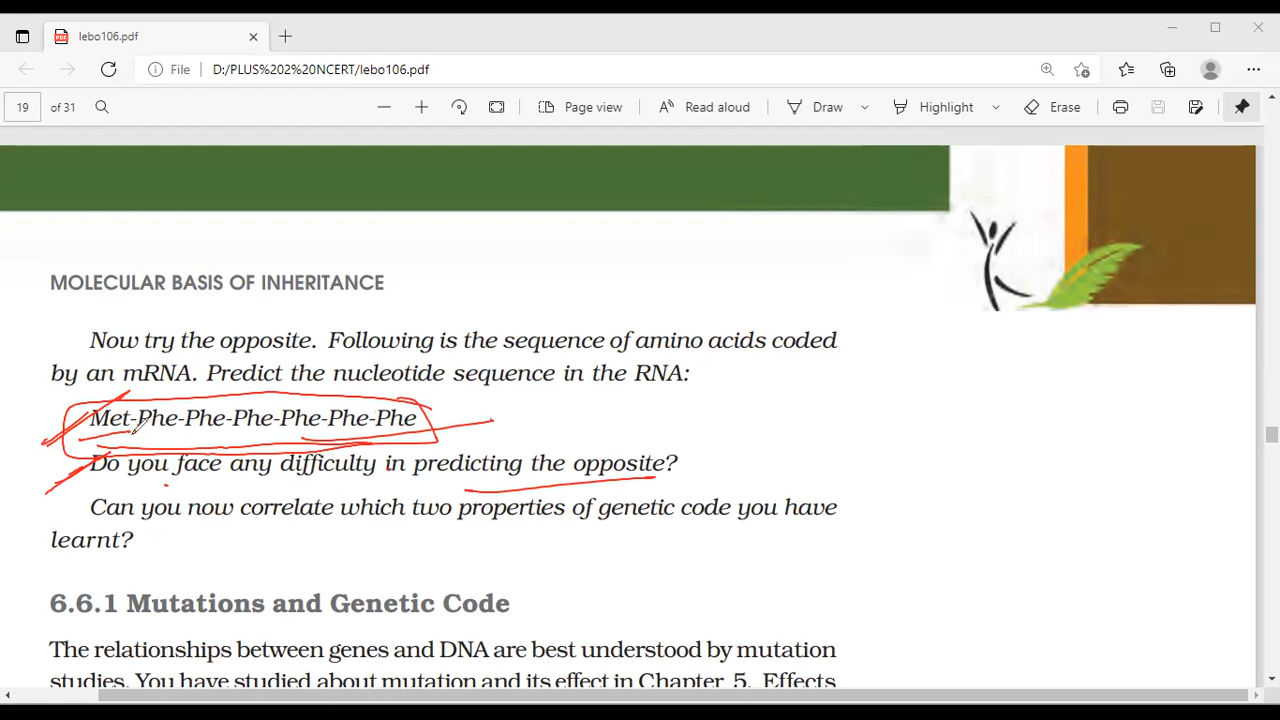 lebo106.pdf
File D:/PLUS%202%20NCERT/lebo106.pdf
19 of 31 Page view Read aloud Draw Highlight Erase
MOLECULAR BASIS OF INHERITANCE
Now try the opposite. Following is the sequence of amino acids coded
by an mRNA. Predict the nucleotide sequence in the RNA:
Met-Phe-Phe-Phe-Phe-Phe-Phe
Do you face any difficulty in predicting the opposite?
Can you now correlate which two properties of genetic code you have
learnt?
6.6.1 Mutations and Genetic Code
The relationships between genes and DNA are best understood by mutation
studies. You have studied about mutation and its effect in Chapter 5. Effects